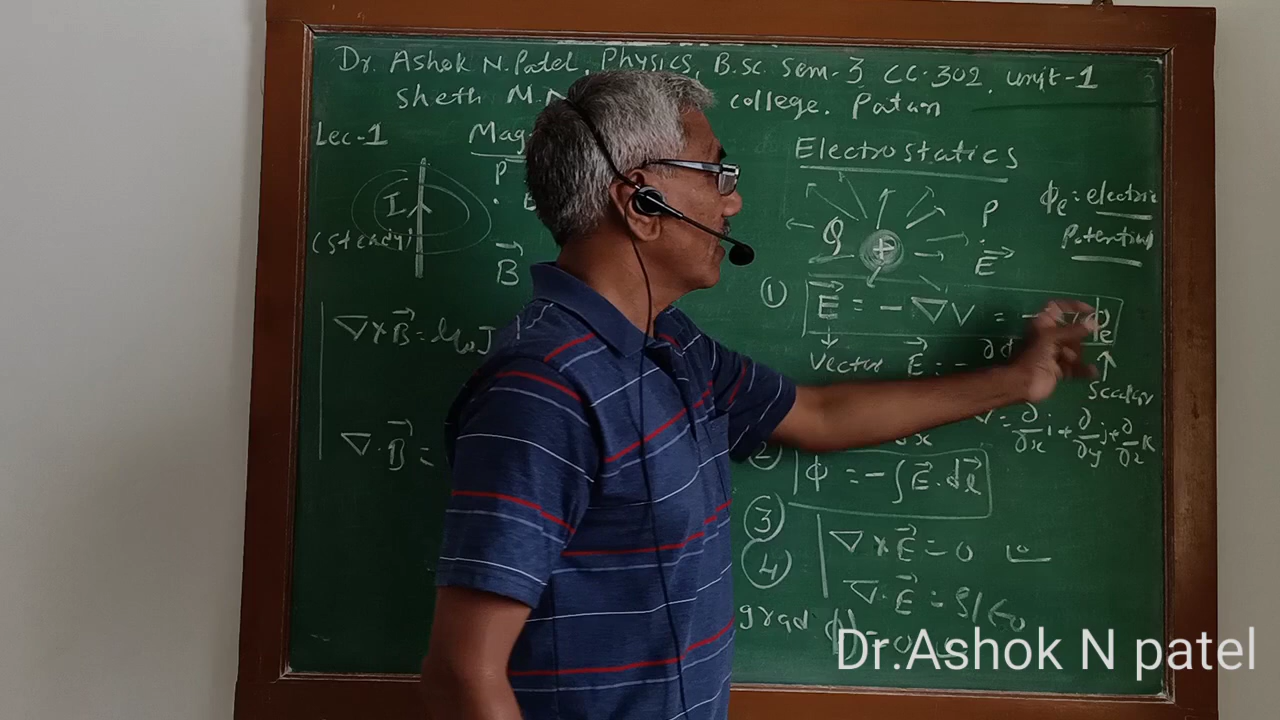 Dr. Ashok N. Patel, Physics, B.Sc. Sem-3 CC-302, Unit-1
Sheth M.N college. Patan
Lec-1
Mag
P
B
I
(Steady)
B⃗
∇×B⃗ = μ₀J
∇·B⃗ =
Electrostatics
ϕe : electric
Potential
P
Q +
E⃗
① E⃗ = -∇V = -∇ϕe
Vector E⃗ = -
Scalar
∇ = ∂/∂x i + ∂/∂y j + ∂/∂z k
② ϕ = -∫E⃗·dl⃗
③ ∇×E⃗ = 0
④ ∇·E⃗ = ρ/ε₀
grad
Dr.Ashok N patel